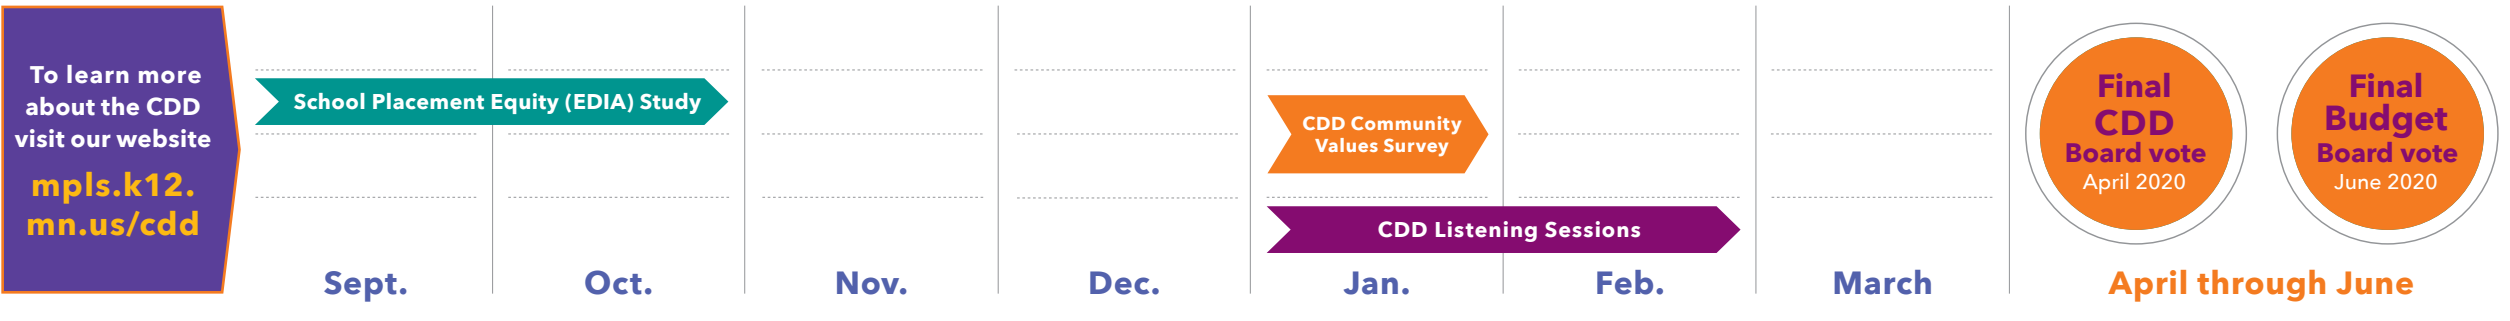 To learn more
about the CDD
visit our website
mpls.k12.
mn.us/cdd
School Placement Equity (EDIA) Study
CDD Community
Values Survey
CDD Listening Sessions
Final
CDD
Board vote
April 2020
Final
Budget
Board vote
June 2020
Sept.
Oct.
Nov.
Dec.
Jan.
Feb.
March
April through June